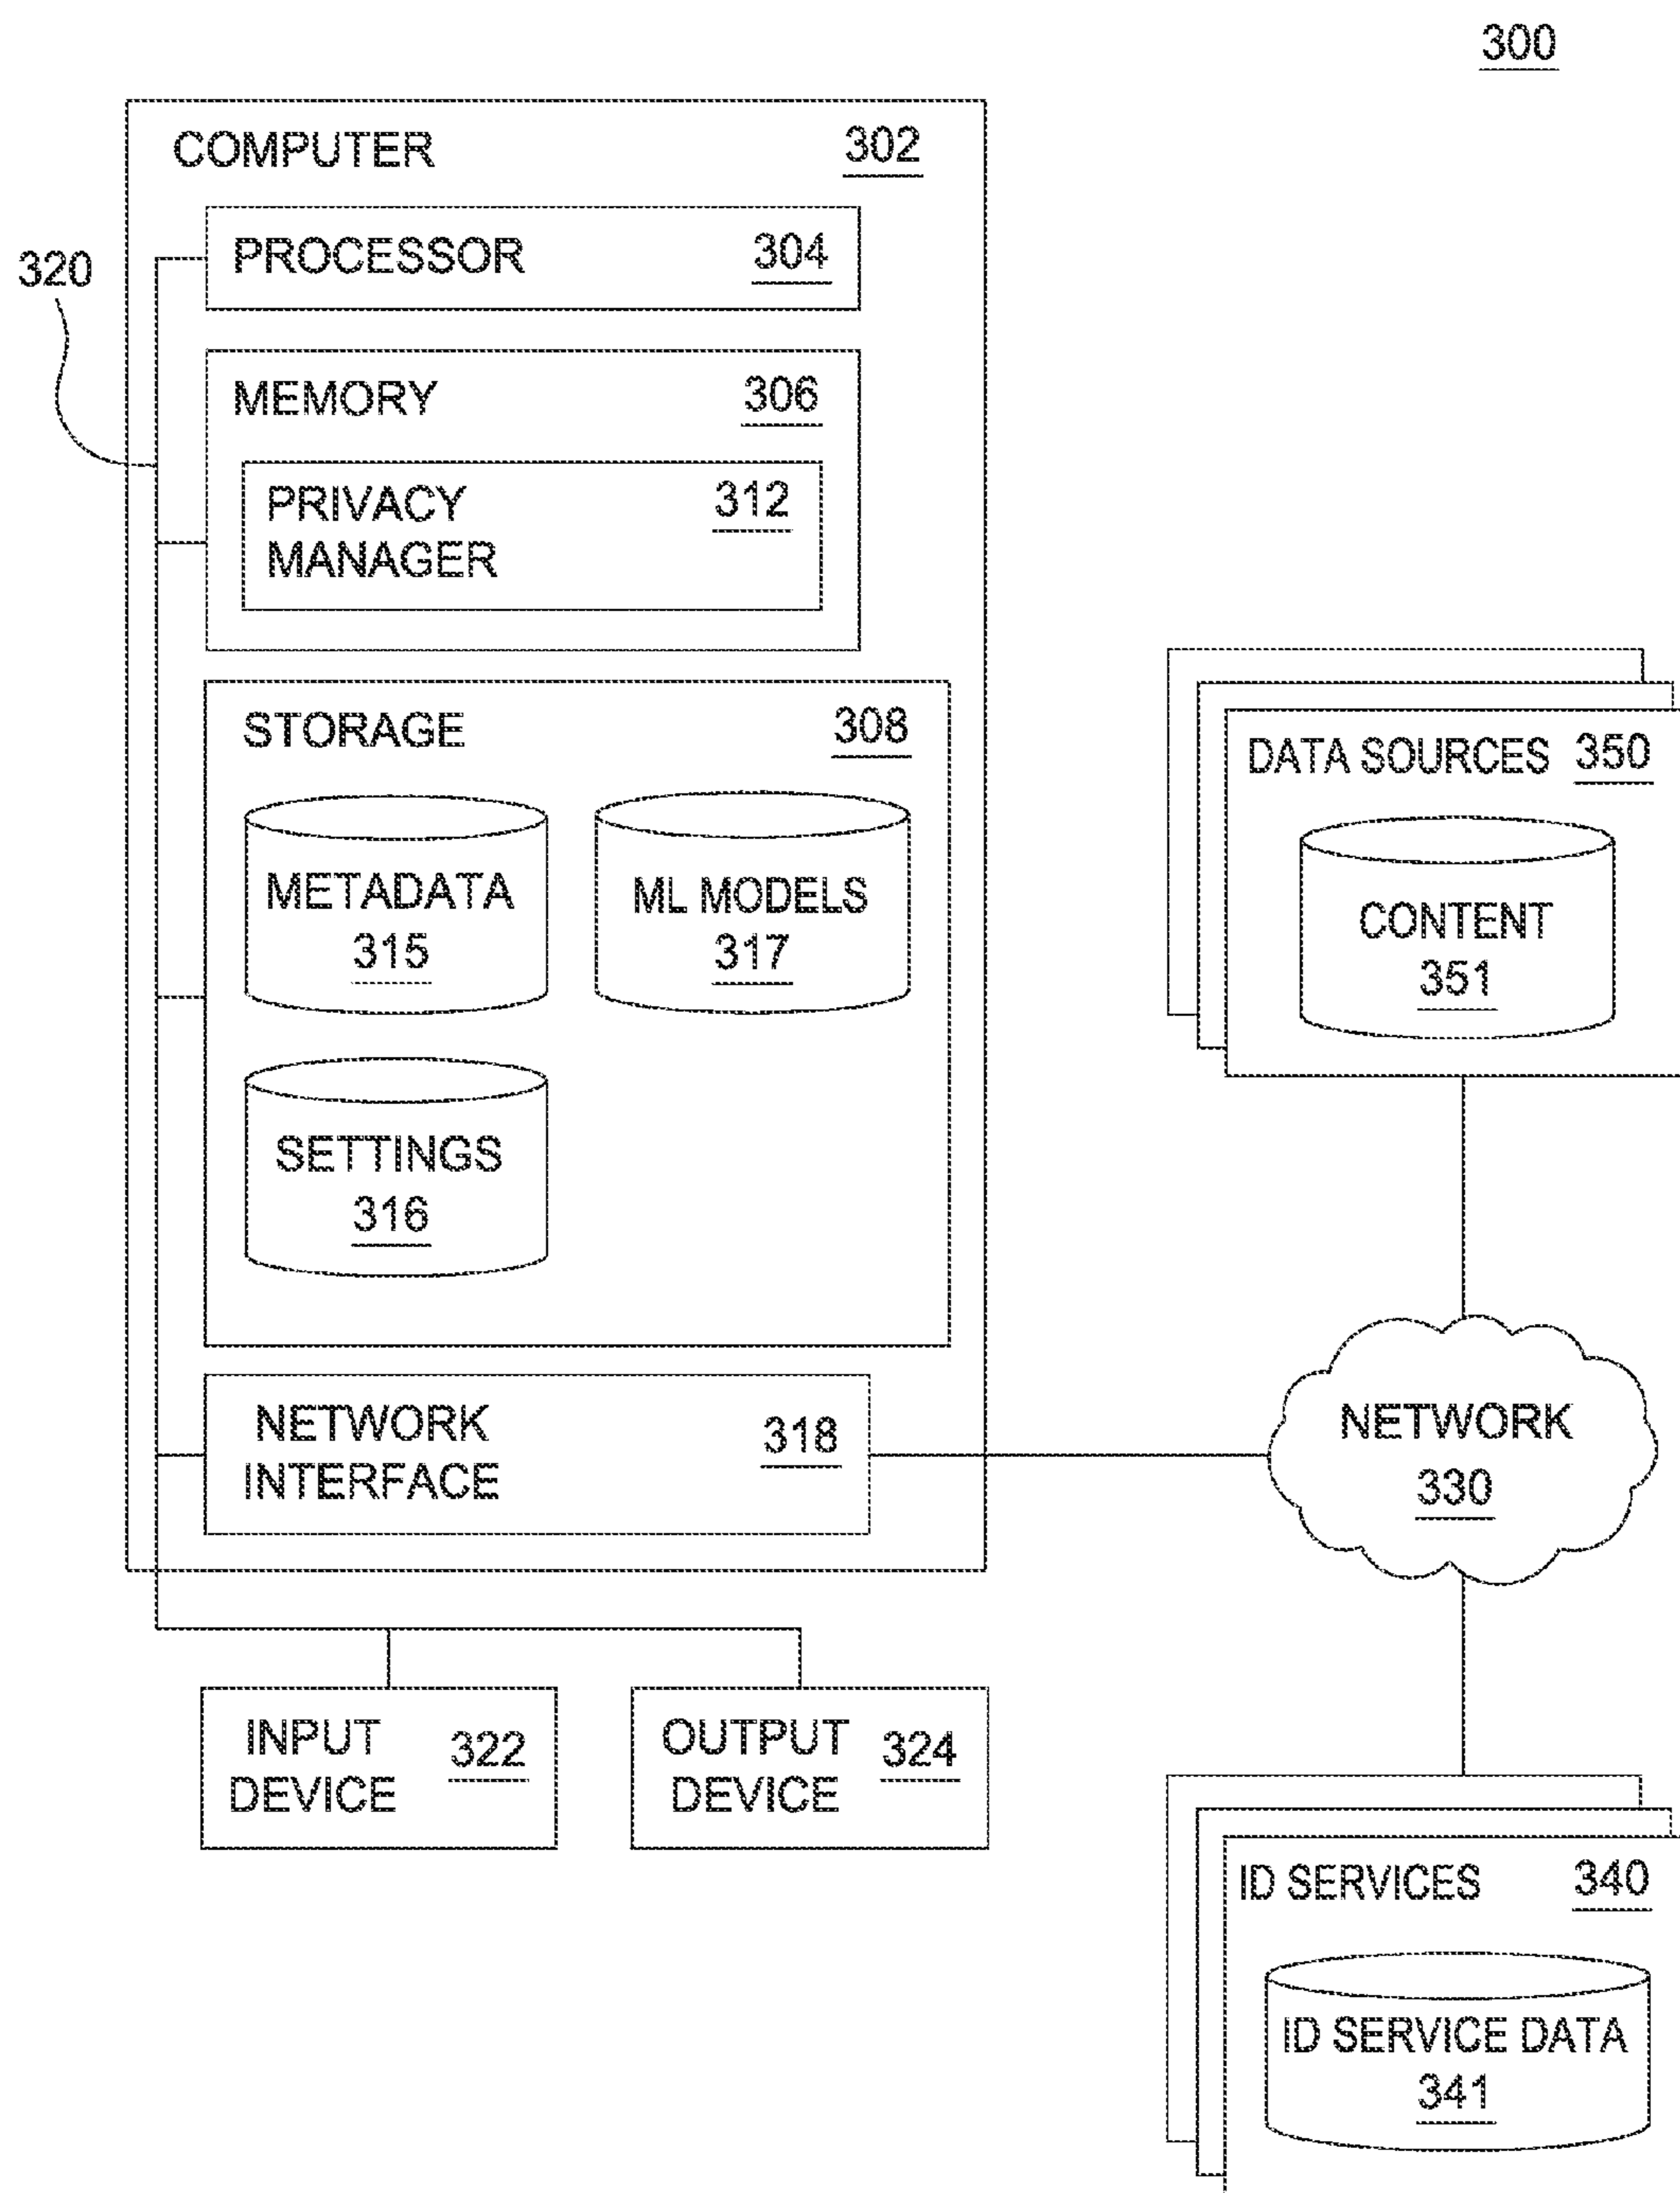 300
COMPUTER 302
PROCESSOR 304
320
MEMORY 306
PRIVACY 312
MANAGER
STORAGE 308
METADATA
315
ML MODELS
317
SETTINGS
316
NETWORK
INTERFACE
318
DATA SOURCES 350
CONTENT
351
NETWORK
330
INPUT
DEVICE
322
OUTPUT
DEVICE
324
ID SERVICES 340
ID SERVICE DATA
341